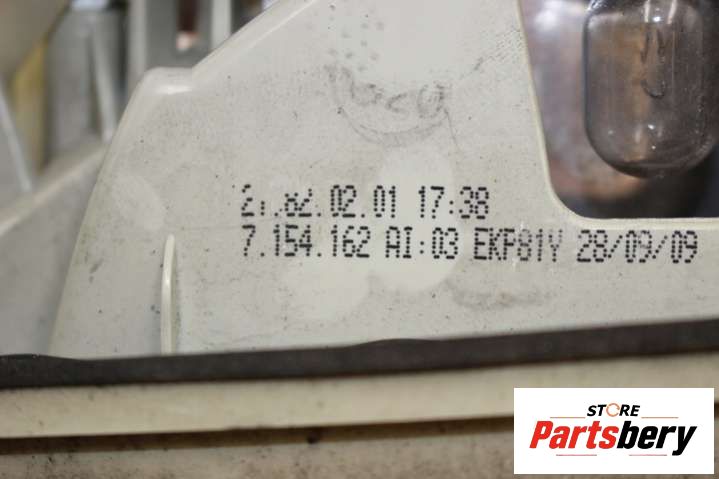 .02.01 17:38
7.154.162 AI:03 EKP81Y 28/09/09
STORE
Partsbery